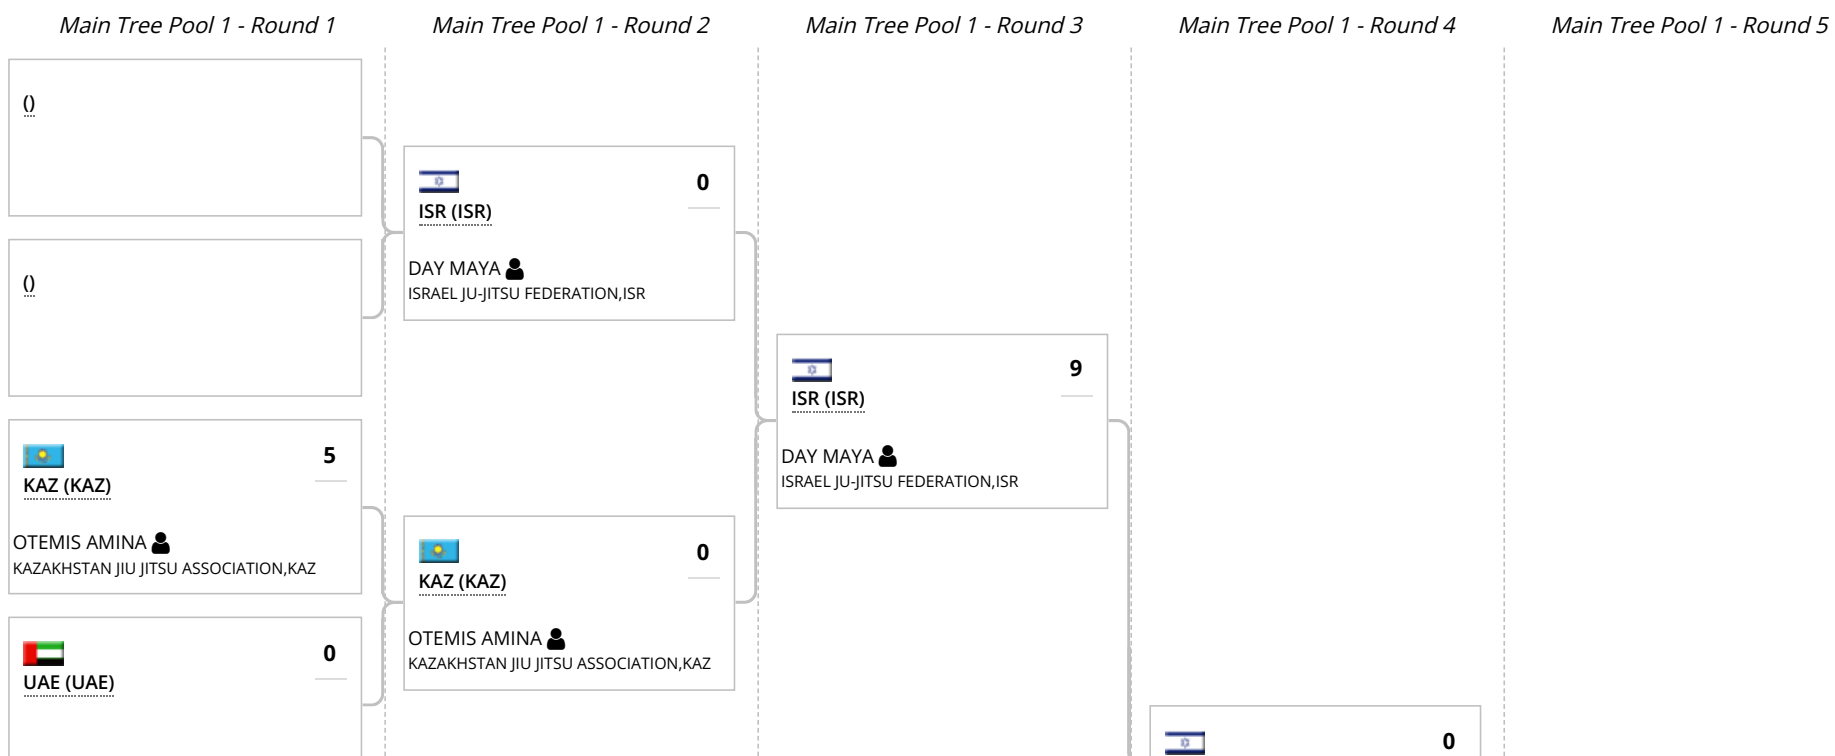 Main Tree Pool 1 - Round 1
Main Tree Pool 1 - Round 2
Main Tree Pool 1 - Round 3
Main Tree Pool 1 - Round 4
Main Tree Pool 1 - Round 5
()
()
KAZ (KAZ)
5
OTEMIS AMINA
KAZAKHSTAN JIU JITSU ASSOCIATION,KAZ
UAE (UAE)
0
ISR (ISR)
0
DAY MAYA
ISRAEL JU-JITSU FEDERATION,ISR
KAZ (KAZ)
0
OTEMIS AMINA
KAZAKHSTAN JIU JITSU ASSOCIATION,KAZ
ISR (ISR)
9
DAY MAYA
ISRAEL JU-JITSU FEDERATION,ISR
0